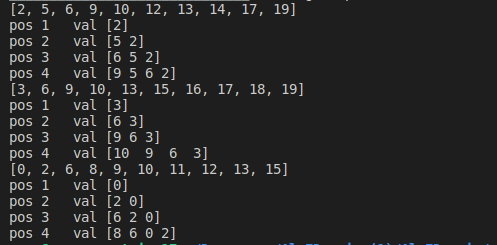 [2, 5, 6, 9, 10, 12, 13, 14, 17, 19]
pos 1   val [2]
pos 2   val [5 2]
pos 3   val [6 5 2]
pos 4   val [9 5 6 2]
[3, 6, 9, 10, 13, 15, 16, 17, 18, 19]
pos 1   val [3]
pos 2   val [6 3]
pos 3   val [9 6 3]
pos 4   val [10  9  6  3]
[0, 2, 6, 8, 9, 10, 11, 12, 13, 15]
pos 1   val [0]
pos 2   val [2 0]
pos 3   val [6 2 0]
pos 4   val [8 6 0 2]